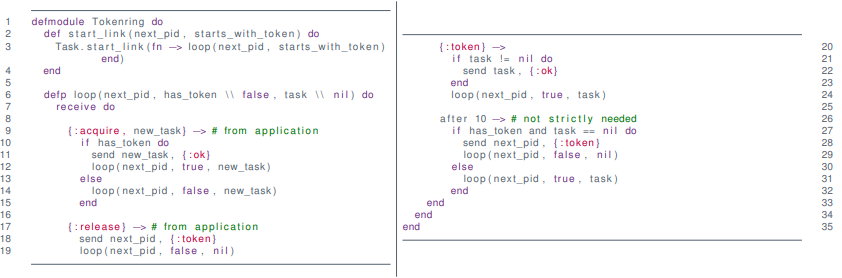 1 defmodule Tokenring do
2 def start_link(next_pid, starts_with_token) do
3 Task.start_link(fn -> loop(next_pid, starts_with_token)
end)
4 end
5
6 defp loop(next_pid, has_token \\ false, task \\ nil) do
7 receive do
8
9 {:acquire, new_task} -> # from application
10 if has_token do
11 send new_task, {:ok}
12 loop(next_pid, true, new_task)
13 else
14 loop(next_pid, false, new_task)
15 end
16
17 {:release} -> # from application
18 send next_pid, {:token}
19 loop(next_pid, false, nil)
{:token} -> 20
if task != nil do 21
send task, {:ok} 22
end 23
loop(next_pid, true, task) 24
25
after 10 -> # not strictly needed 26
if has_token and task == nil do 27
send next_pid, {:token} 28
loop(next_pid, false, nil) 29
else 30
loop(next_pid, true, task) 31
end 32
end 33
end 34
end 35